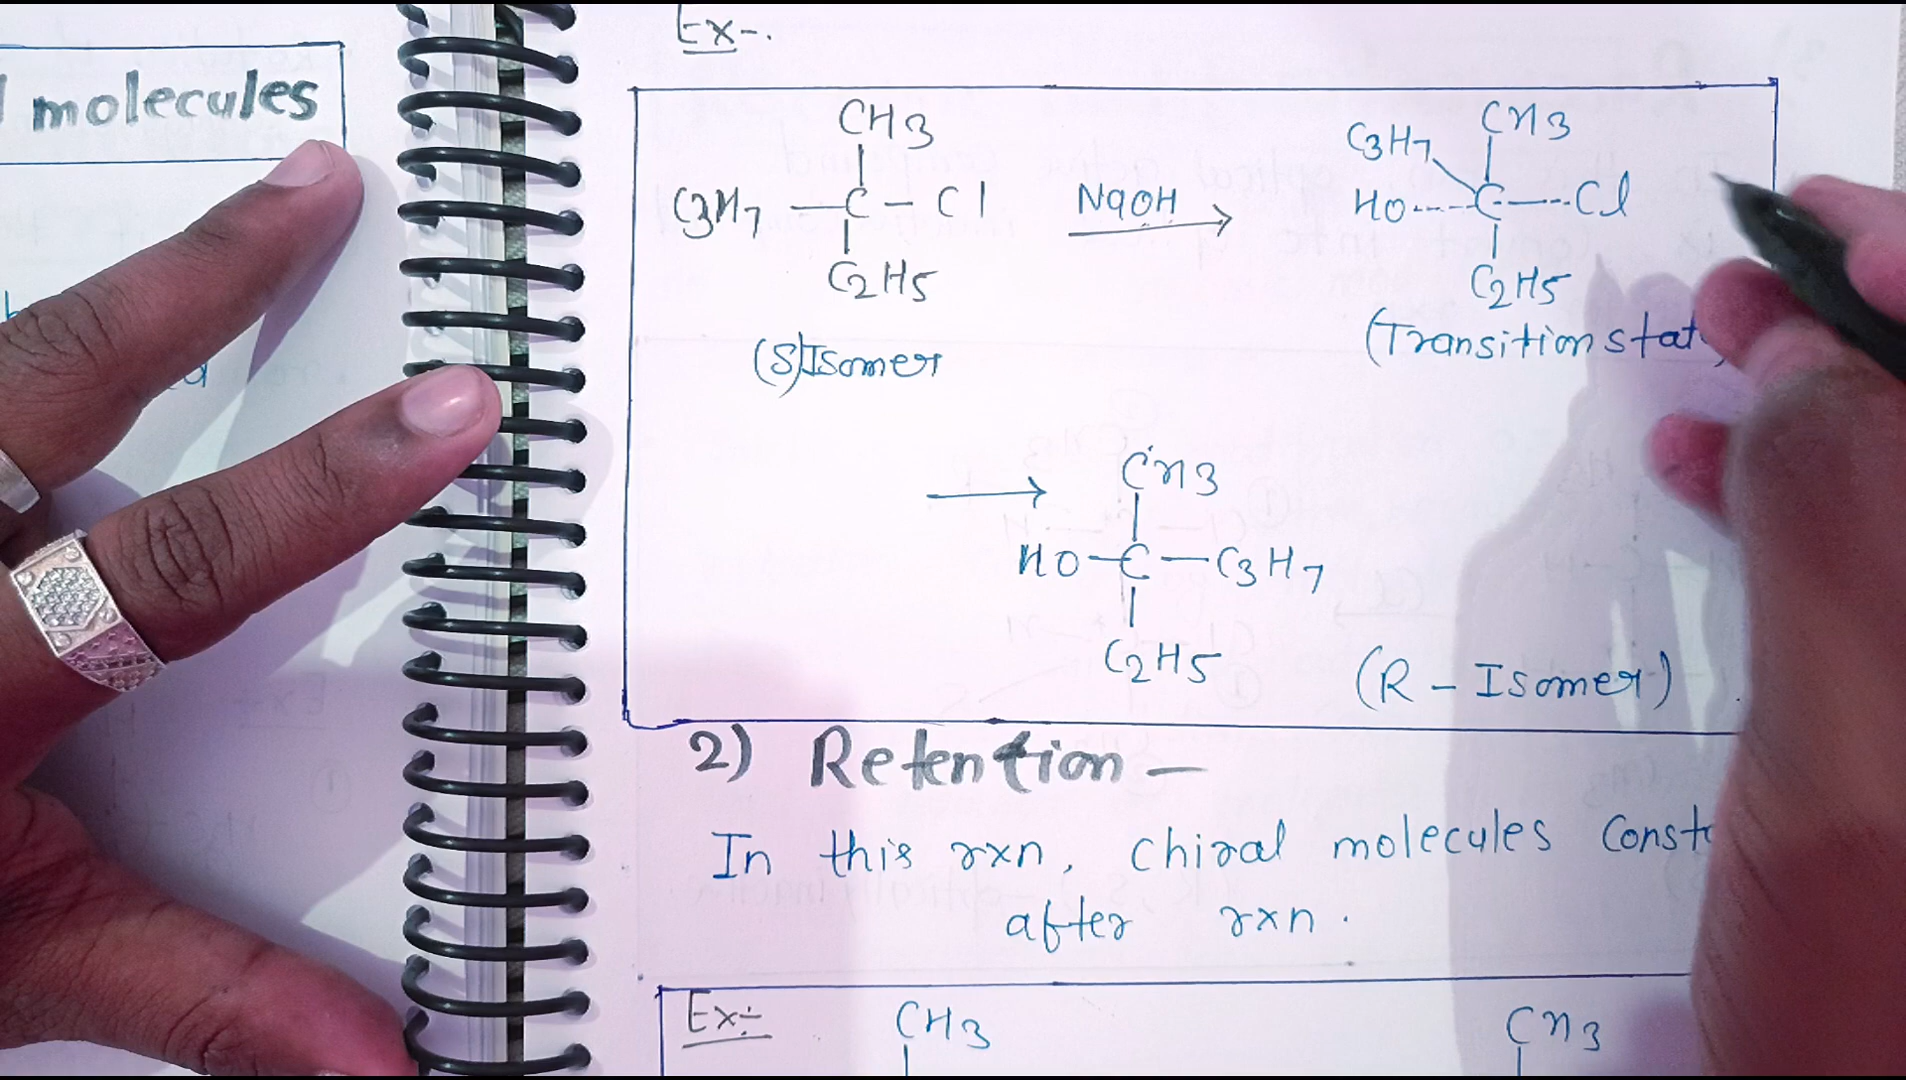 molecules
Ex-.
CH3
C3H7 — C — Cl
C2H5
(S) Isomer
NaOH
CH3
C3H7
HO---- C ----Cl
C2H5
(Transition stat
CH3
HO — C — C3H7
C2H5
(R - Isomer)
2) Retention —
In this rxn, chiral molecules
after rxn.
Ex:-
CH3
CH3